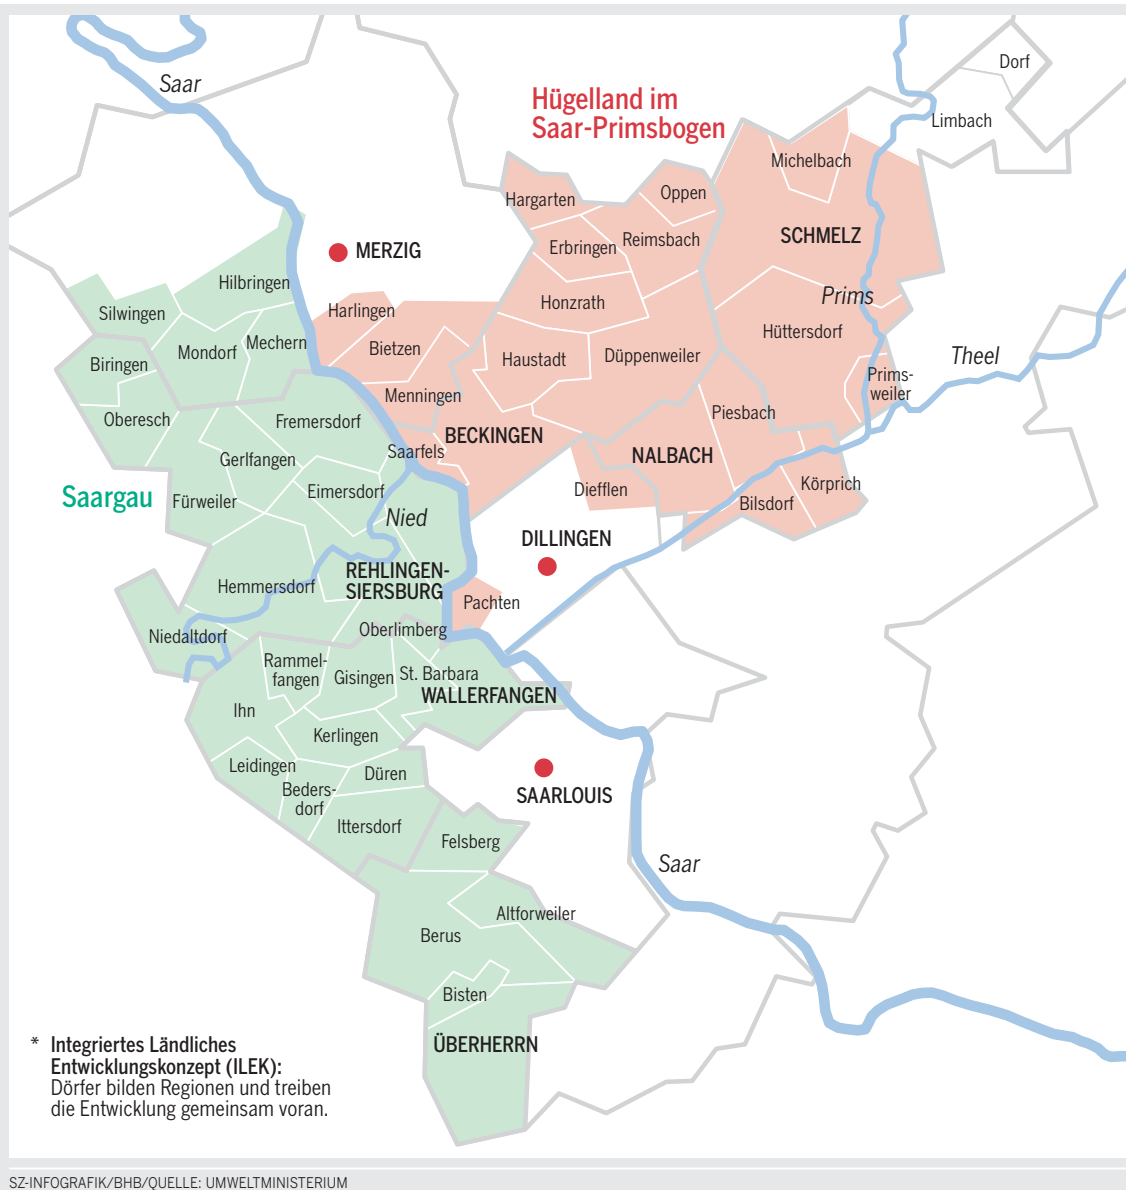 Saar
Hügelland im
Saar-Primsbogen
Dorf
Limbach
Michelbach
Hargarten
Oppen
SCHMELZ
Erbringen
Reimsbach
MERZIG
Hilbringen
Honzrath
Prims
Silwingen
Harlingen
Hüttersdorf
Mondorf
Mechern
Bietzen
Haustadt
Düppenweiler
Theel
Biringen
Prims-
weiler
Menningen
Oberesch
Fremersdorf
Piesbach
BECKINGEN
Saarfels
NALBACH
Gerlfangen
Saargau
Fürweiler
Eimersdorf
Diefflen
Körprich
Bilsdorf
Nied
DILLINGEN
REHLINGEN-
SIERSBURG
Hemmersdorf
Pachten
Niedaltdorf
Oberlimberg
Rammel-
fangen
Gisingen
St. Barbara
WALLERFANGEN
Ihn
Kerlingen
Leidingen
Düren
Beders-
dorf
SAARLOUIS
Ittersdorf
Felsberg
Saar
Altforweiler
Berus
Bisten
ÜBERHERRN
* Integriertes Ländliches
Entwicklungskonzept (ILEK):
Dörfer bilden Regionen und treiben
die Entwicklung gemeinsam voran.
SZ-INFOGRAFIK/BHB/QUELLE: UMWELTMINISTERIUM